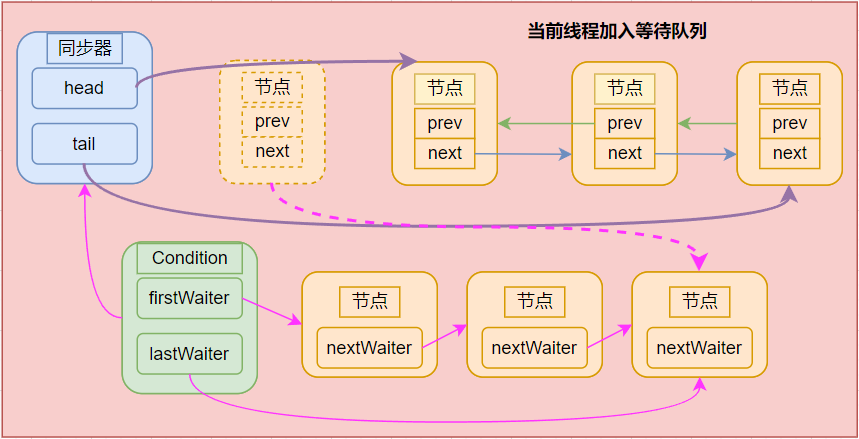 当前线程加入等待队列
同步器
head
tail
节点
prev
next
节点
prev
next
节点
prev
next
节点
prev
next
Condition
firstWaiter
lastWaiter
节点
nextWaiter
节点
nextWaiter
节点
nextWaiter